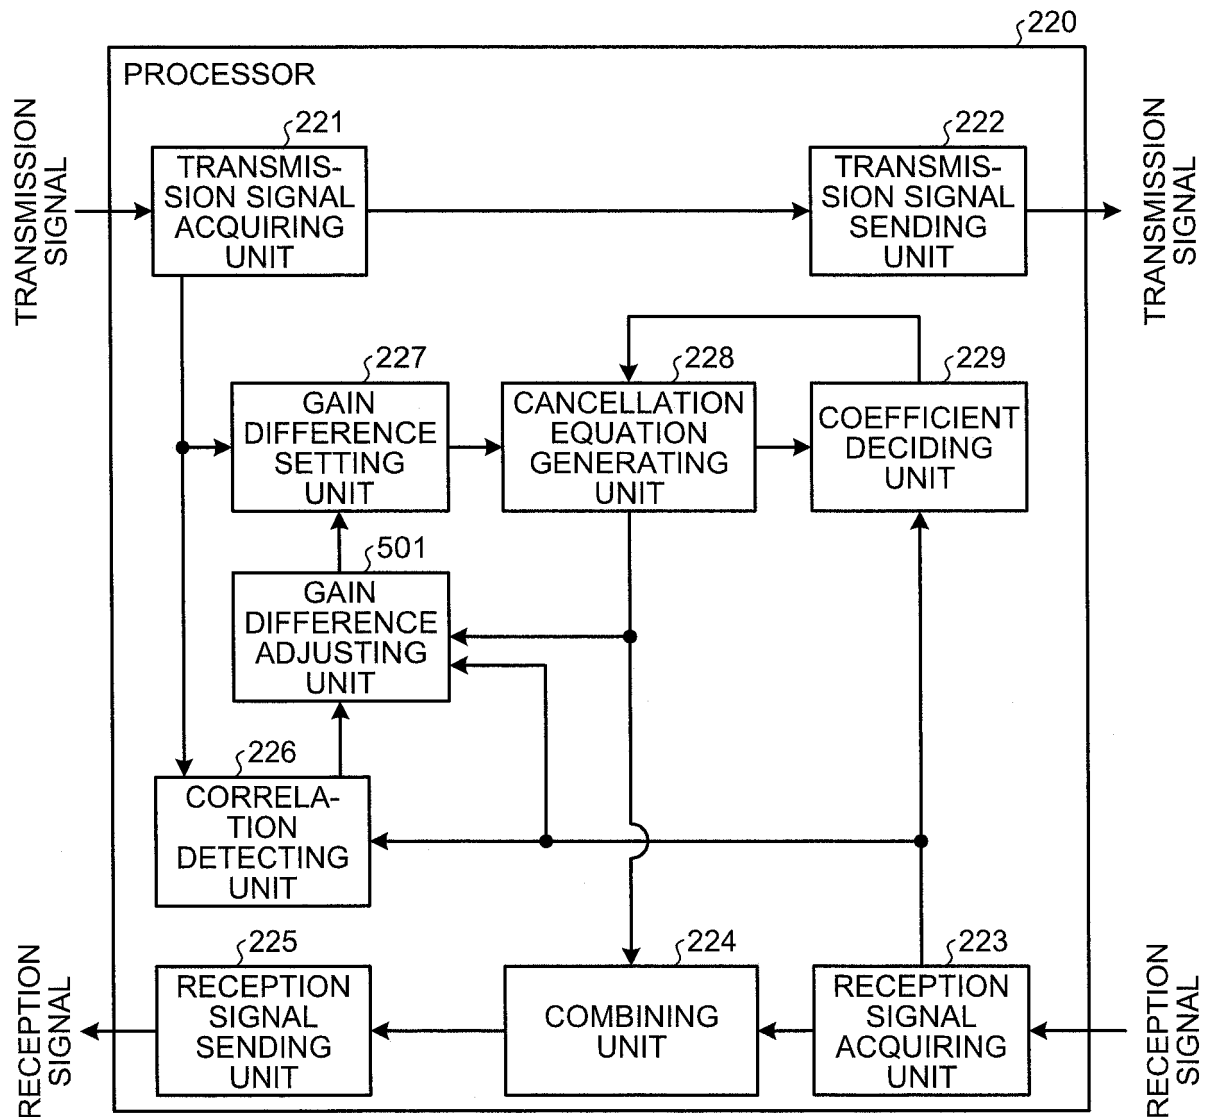 220
PROCESSOR
221
222
TRANSMISSION
SIGNAL
TRANSMIS-
SION SIGNAL
ACQUIRING
UNIT
TRANSMIS-
SION SIGNAL
SENDING
UNIT
TRANSMISSION
SIGNAL
227
228
229
GAIN
DIFFERENCE
SETTING
UNIT
CANCELLATION
EQUATION
GENERATING
UNIT
COEFFICIENT
DECIDING
UNIT
501
GAIN
DIFFERENCE
ADJUSTING
UNIT
226
CORRELA-
TION
DETECTING
UNIT
225
224
223
RECEPTION
SIGNAL
RECEPTION
SIGNAL
SENDING
UNIT
COMBINING
UNIT
RECEPTION
SIGNAL
ACQUIRING
UNIT
RECEPTION
SIGNAL